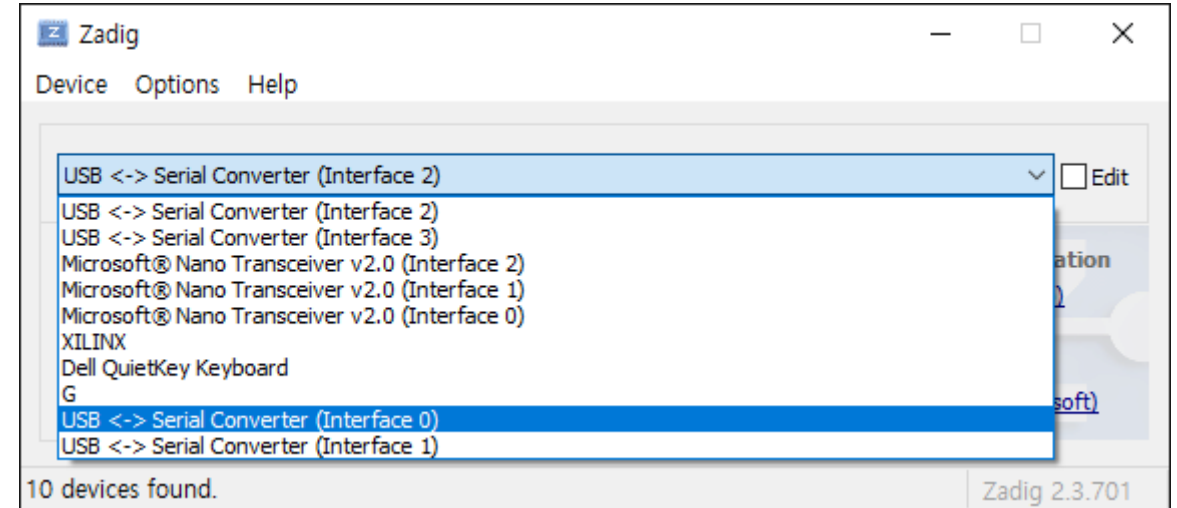 Zadig
Device Options Help
USB <-> Serial Converter (Interface 2)
Edit
USB <-> Serial Converter (Interface 2)
USB <-> Serial Converter (Interface 3)
Microsoft® Nano Transceiver v2.0 (Interface 2)
Microsoft® Nano Transceiver v2.0 (Interface 1)
Microsoft® Nano Transceiver v2.0 (Interface 0)
XILINX
Dell QuietKey Keyboard
G
USB <-> Serial Converter (Interface 0)
USB <-> Serial Converter (Interface 1)
ation
)
soft)
10 devices found.
Zadig 2.3.701